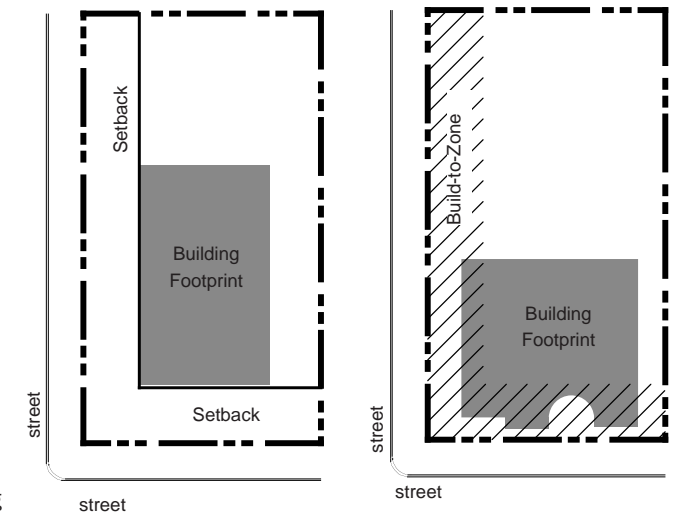 Setback
Building
Footprint
Setback
street
street
Build-to-Zone
Building
Footprint
street
street